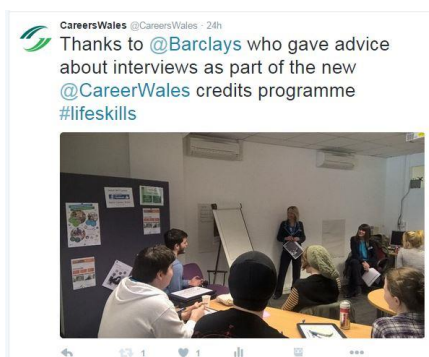 CareersWales @CareersWales · 24h
Thanks to @Barclays who gave advice
about interviews as part of the new
@CareerWales credits programme
#lifeskills
1 1